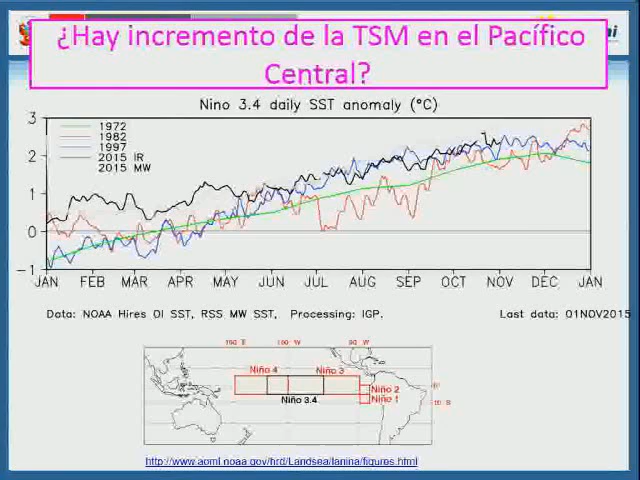 ¿Hay incremento de la TSM en el Pacífico
Central?
Nino 3.4 daily SST anomaly (°C)
3
2
1
0
−1
1972
1982
1997
2015 IR
2015 MW
JAN FEB MAR APR MAY JUN JUL AUG SEP OCT NOV DEC JAN
Data: NOAA Hires OI SST, RSS MW SST, Processing: IGP. Last data: 01NOV2015
Niño 4 Niño 3
Niño 2
Niño 1
Niño 3.4
http://www.aoml.noaa.gov/hrd/Landsea/lanina/figures.html